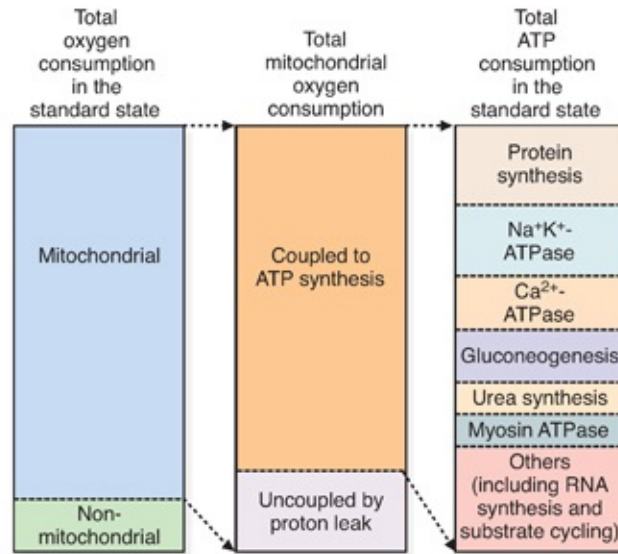 Total
oxygen
consumption
in the
standard state
Total
mitochondrial
oxygen
consumption
Total
ATP
consumption
in the
standard state
Mitochondrial
Non-
mitochondrial
Coupled to
ATP synthesis
Uncoupled by
proton leak
Protein
synthesis
Na⁺K⁺-
ATPase
Ca²⁺-
ATPase
Gluconeogenesis
Urea synthesis
Myosin ATPase
Others
(including RNA
synthesis and
substrate cycling)